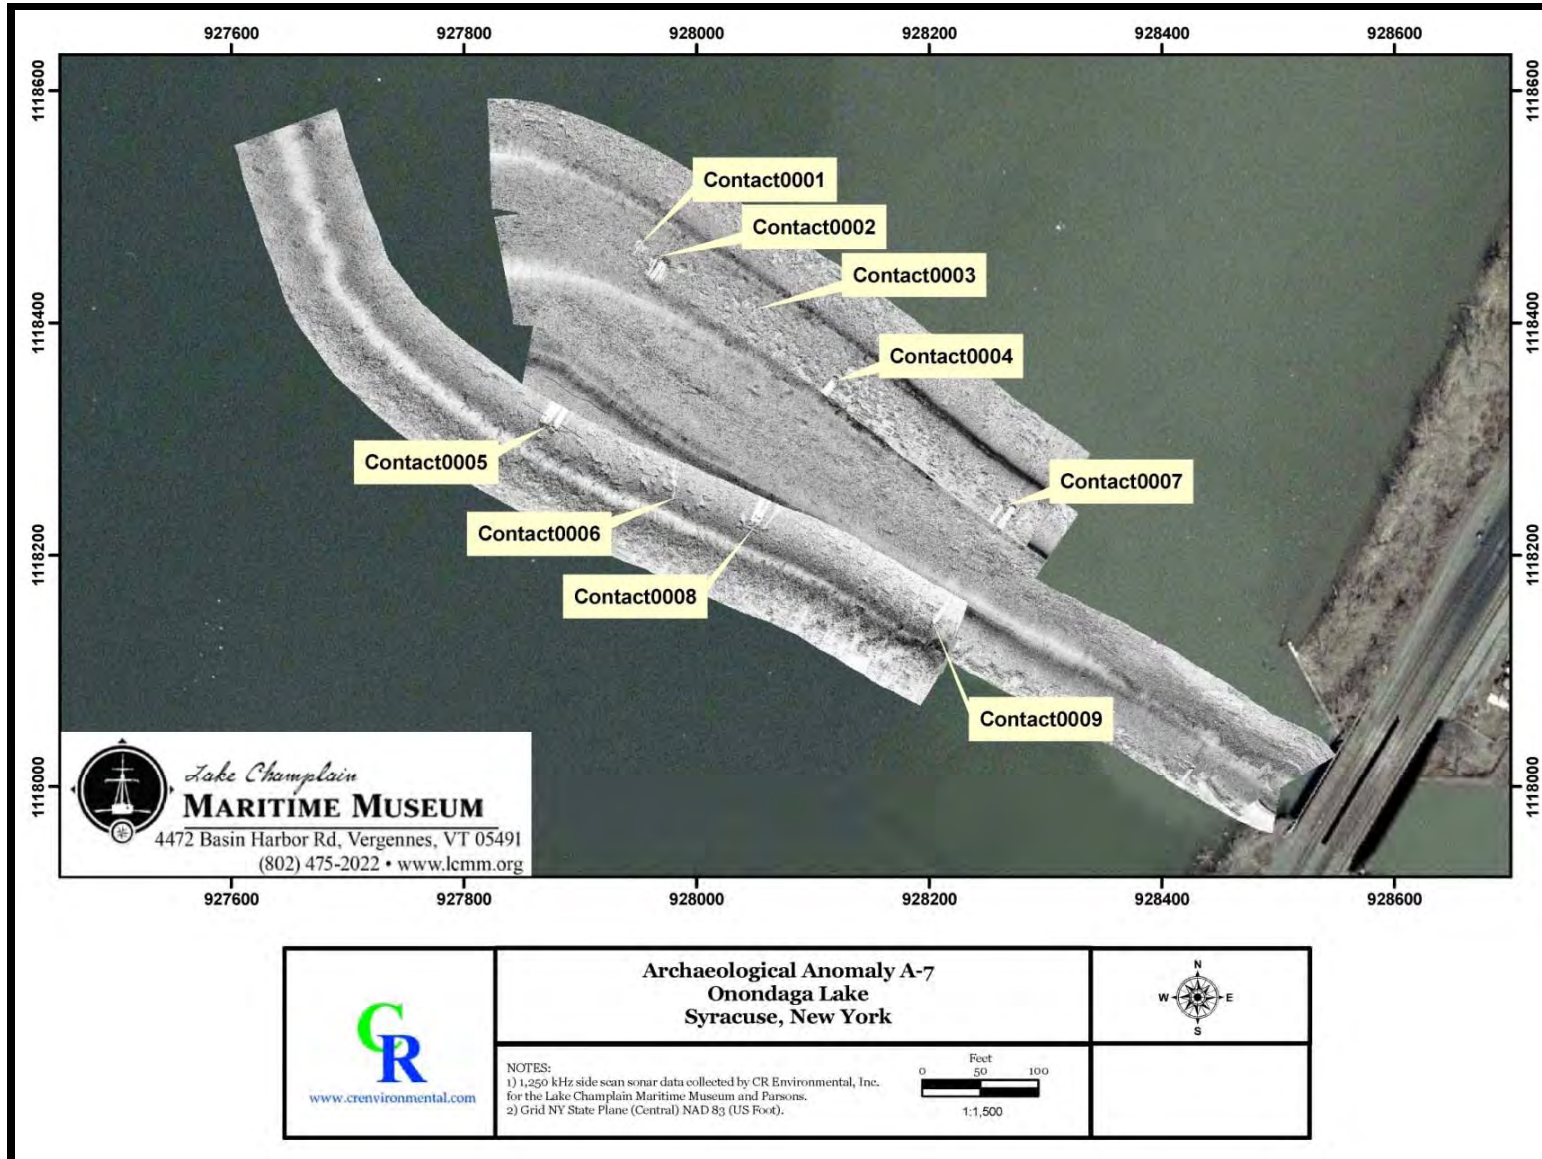 927600
927800
928000
928200
928400
928600
1118600
1118600
Contact0001
Contact0002
Contact0003
1118400
1118400
Contact0004
Contact0005
Contact0007
Contact0006
1118200
1118200
Contact0008
Contact0009
1118000
1118000
Lake Champlain
MARITIME MUSEUM
4472 Basin Harbor Rd, Vergennes, VT 05491
(802) 475-2022 • www.lcmm.org
927600
927800
928000
928200
928400
928600
CR
www.crenvironmental.com
Archaeological Anomaly A-7
Onondaga Lake
Syracuse, New York
N
W
E
S
NOTES:
1) 1,250 kHz side scan sonar data collected by CR Environmental, Inc.
for the Lake Champlain Maritime Museum and Parsons.
2) Grid NY State Plane (Central) NAD 83 (US Foot).
Feet
0 50 100
1:1,500